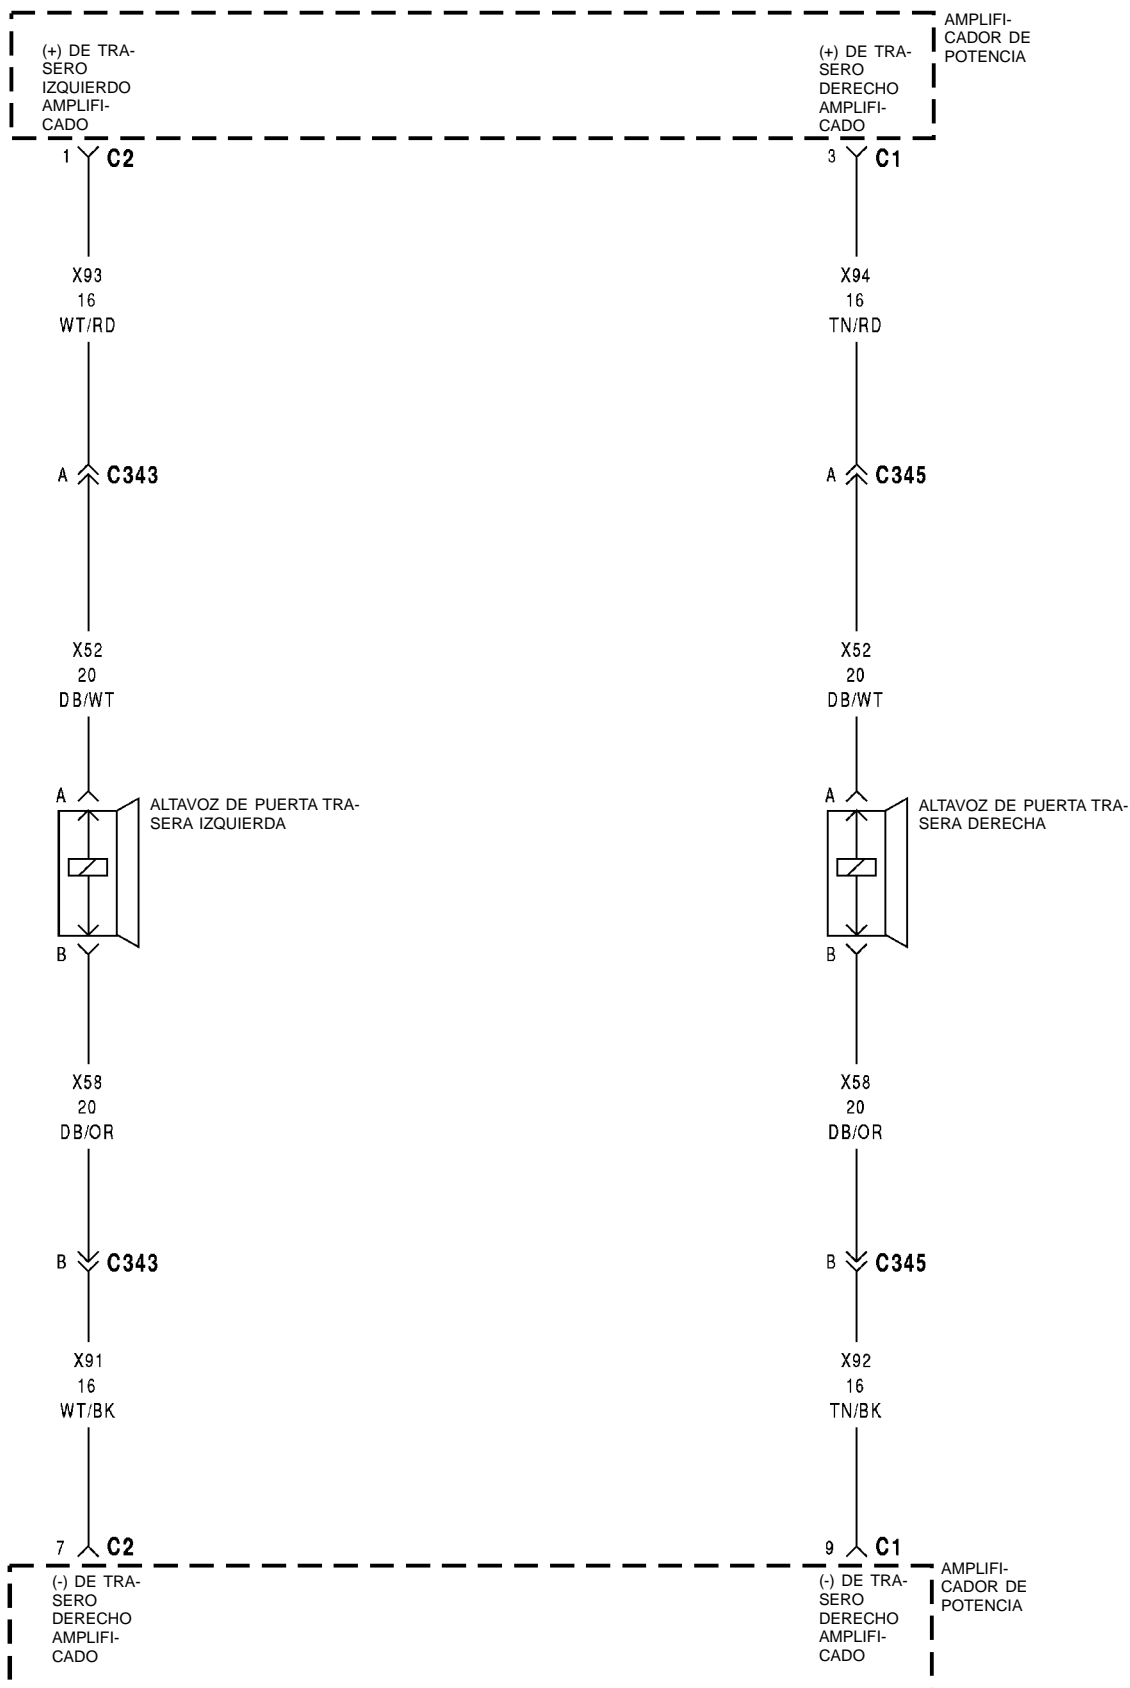 AMPLIFI-
CADOR DE
POTENCIA
(+) DE TRA-
SERO
IZQUIERDO
AMPLIFI-
CADO
(+) DE TRA-
SERO
DERECHO
AMPLIFI-
CADO
1 C2
3 C1
X93
16
WT/RD
X94
16
TN/RD
A C343
A C345
X52
20
DB/WT
X52
20
DB/WT
A
ALTAVOZ DE PUERTA TRA-
SERA IZQUIERDA
B
A
ALTAVOZ DE PUERTA TRA-
SERA DERECHA
B
X58
20
DB/OR
X58
20
DB/OR
B C343
B C345
X91
16
WT/BK
X92
16
TN/BK
7 C2
9 C1
(-) DE TRA-
SERO
DERECHO
AMPLIFI-
CADO
(-) DE TRA-
SERO
DERECHO
AMPLIFI-
CADO
AMPLIFI-
CADOR DE
POTENCIA